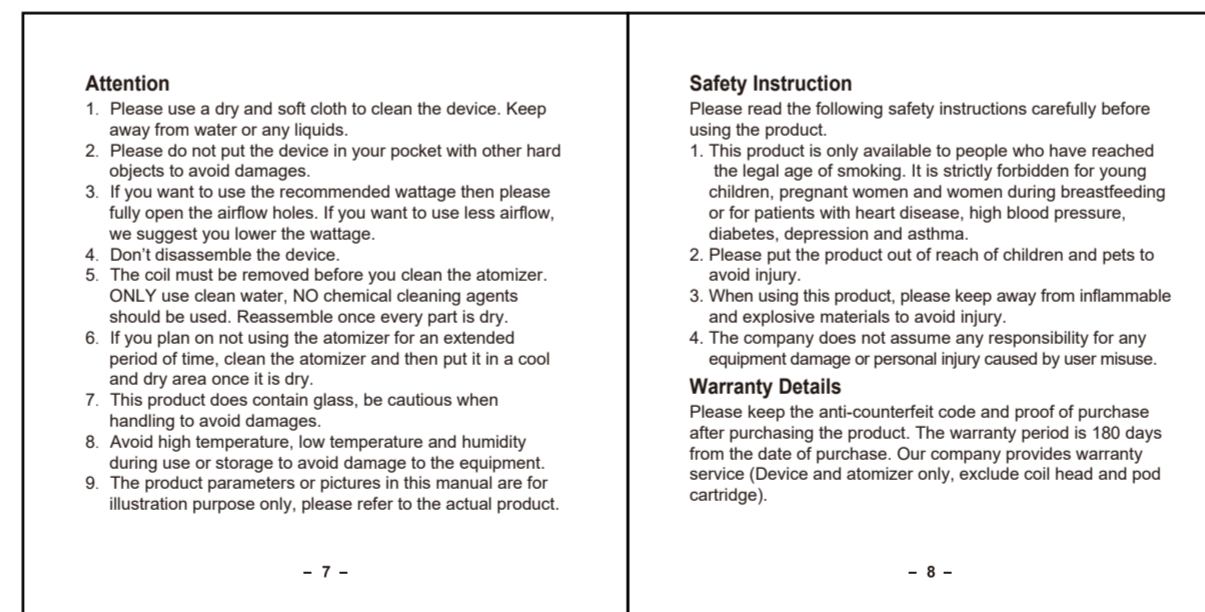 Attention
1. Please use a dry and soft cloth to clean the device. Keep
away from water or any liquids.
2. Please do not put the device in your pocket with other hard
objects to avoid damages.
3. If you want to use the recommended wattage then please
fully open the airflow holes. If you want to use less airflow,
we suggest you lower the wattage.
4. Don't disassemble the device.
5. The coil must be removed before you clean the atomizer.
ONLY use clean water, NO chemical cleaning agents
should be used. Reassemble once every part is dry.
6. If you plan on not using the atomizer for an extended
period of time, clean the atomizer and then put it in a cool
and dry area once it is dry.
7. This product does contain glass, be cautious when
handling to avoid damages.
8. Avoid high temperature, low temperature and humidity
during use or storage to avoid damage to the equipment.
9. The product parameters or pictures in this manual are for
illustration purpose only, please refer to the actual product.
– 7 –
Safety Instruction
Please read the following safety instructions carefully before
using the product.
1. This product is only available to people who have reached
the legal age of smoking. It is strictly forbidden for young
children, pregnant women and women during breastfeeding
or for patients with heart disease, high blood pressure,
diabetes, depression and asthma.
2. Please put the product out of reach of children and pets to
avoid injury.
3. When using this product, please keep away from inflammable
and explosive materials to avoid injury.
4. The company does not assume any responsibility for any
equipment damage or personal injury caused by user misuse.
Warranty Details
Please keep the anti-counterfeit code and proof of purchase
after purchasing the product. The warranty period is 180 days
from the date of purchase. Our company provides warranty
service (Device and atomizer only, exclude coil head and pod
cartridge).
– 8 –